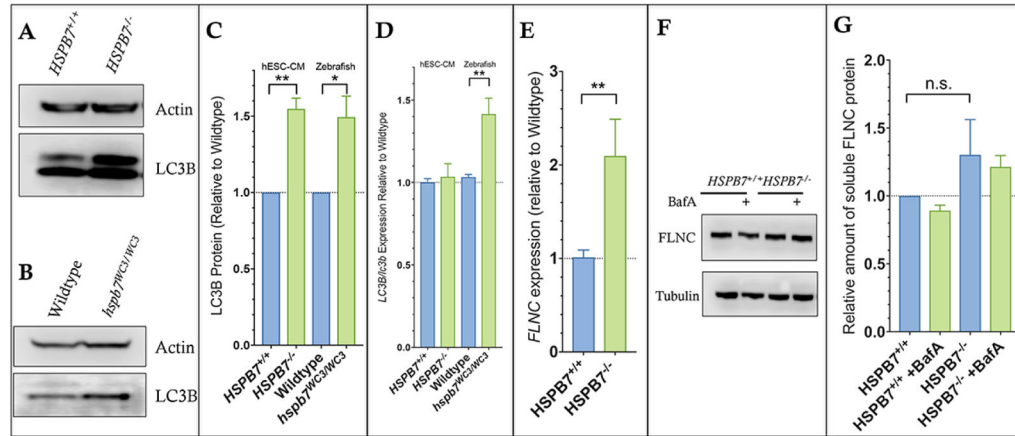 A
HSPB7+/+
HSPB7-/-
Actin
LC3B
B
Wildtype
hspb7WC3/WC3
Actin
LC3B
C
LC3B Protein (Relative to Wildtype)
hESC-CM
Zebrafish
**
*
1.5
1.0
1.5
0.0
HSPB7+/+
HSPB7-/-
Wildtype
hspb7WC3/WC3
D
LC3B/lc3b Expression Relative to Wildtype
hESC-CM
Zebrafish
**
1.5
1.0
0.5
0.0
HSPB7+/+
HSPB7-/-
Wildtype
hspb7WC3/WC3
E
FLNC expression (relative to Wildtype)
**
3
2
1
0
HSPB7+/+
HSPB7-/-
F
HSPB7+/+HSPB7-/-
BafA + +
FLNC
Tubulin
G
Relative amount of soluble FLNC protein
n.s.
2.0
1.5
1.0
0.5
0.0
HSPB7+/+
HSPB7+/+ +BafA
HSPB7-/-
HSPB7-/- +BafA